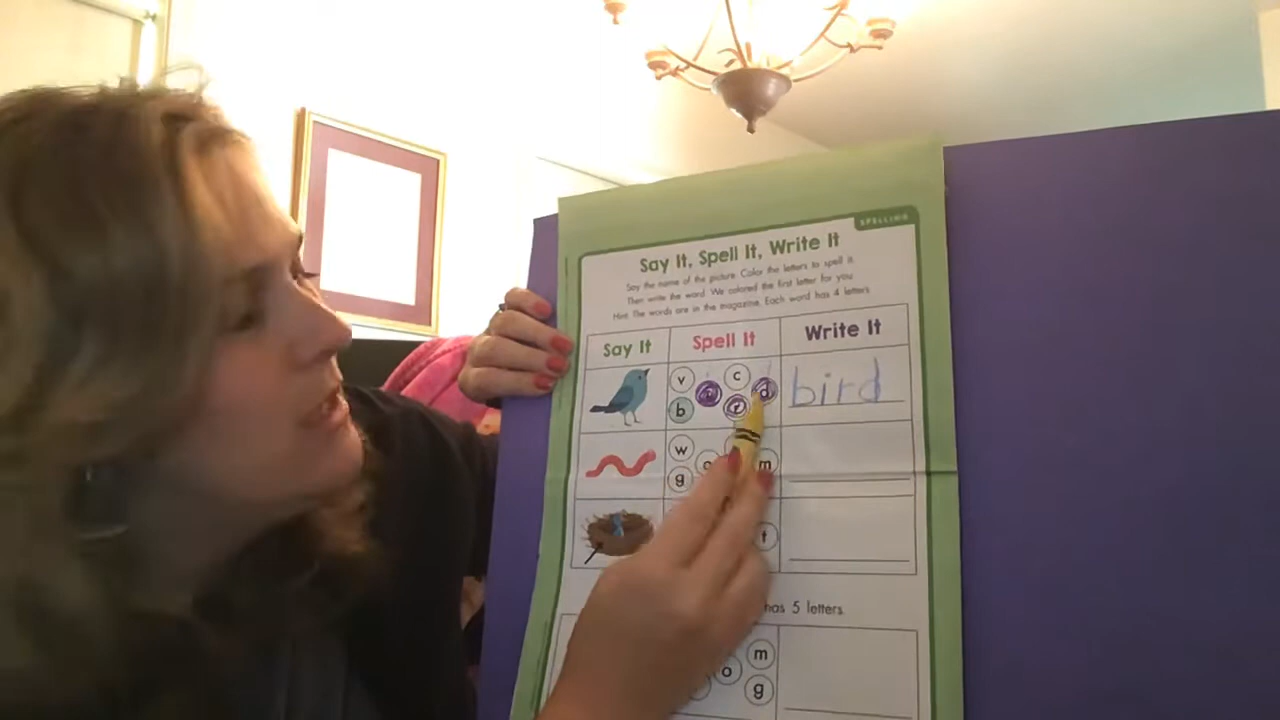 SPELLING
Say It, Spell It, Write It
Say the name of the picture. Color the letters to spell it.
Then write the word. We colored the first letter for you.
Hint: The words are in the magazine. Each word has 4 letters.
Say It Spell It Write It
v c
d
b r
bird
w
m
g o
t
has 5 letters.
m
o
g